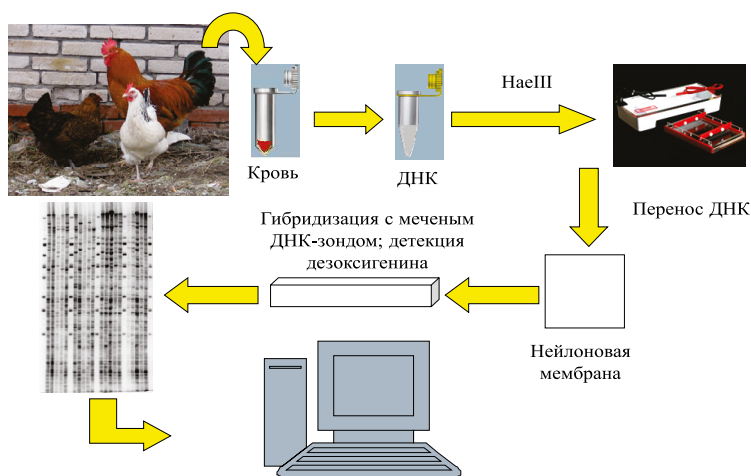 HaeIII
Кровь
ДНК
Перенос ДНК
Гибридизация с меченым
ДНК-зондом; детекция
дезоксигенина
Нейлоновая
мембрана